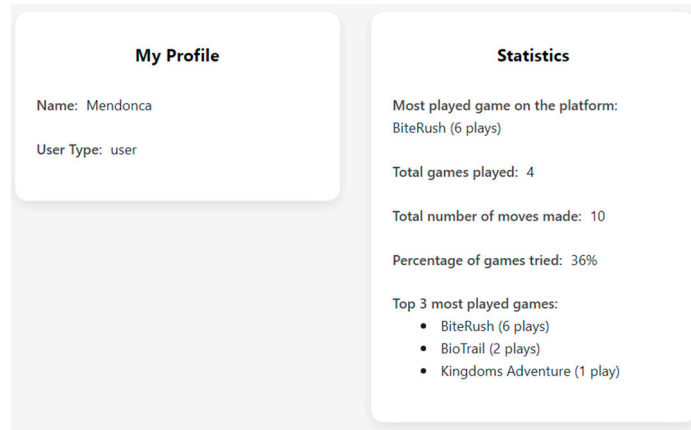 My Profile
Name: Mendonca
User Type: user
Statistics
Most played game on the platform:
BiteRush (6 plays)
Total games played: 4
Total number of moves made: 10
Percentage of games tried: 36%
Top 3 most played games:
• BiteRush (6 plays)
• BioTrail (2 plays)
• Kingdoms Adventure (1 play)